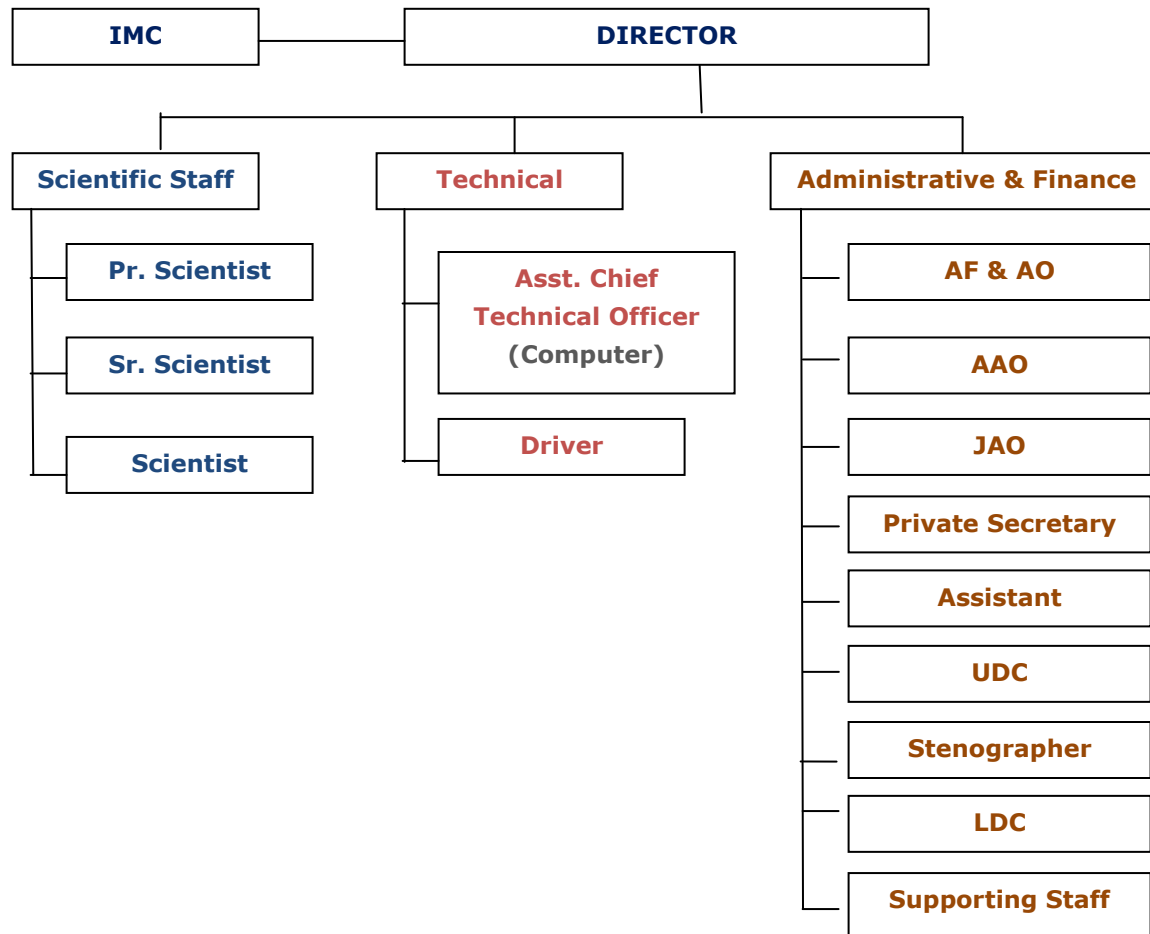 IMC
DIRECTOR
Scientific Staff
Pr. Scientist
Sr. Scientist
Scientist
Technical
Asst. Chief
Technical Officer
(Computer)
Driver
Administrative & Finance
AF & AO
AAO
JAO
Private Secretary
Assistant
UDC
Stenographer
LDC
Supporting Staff